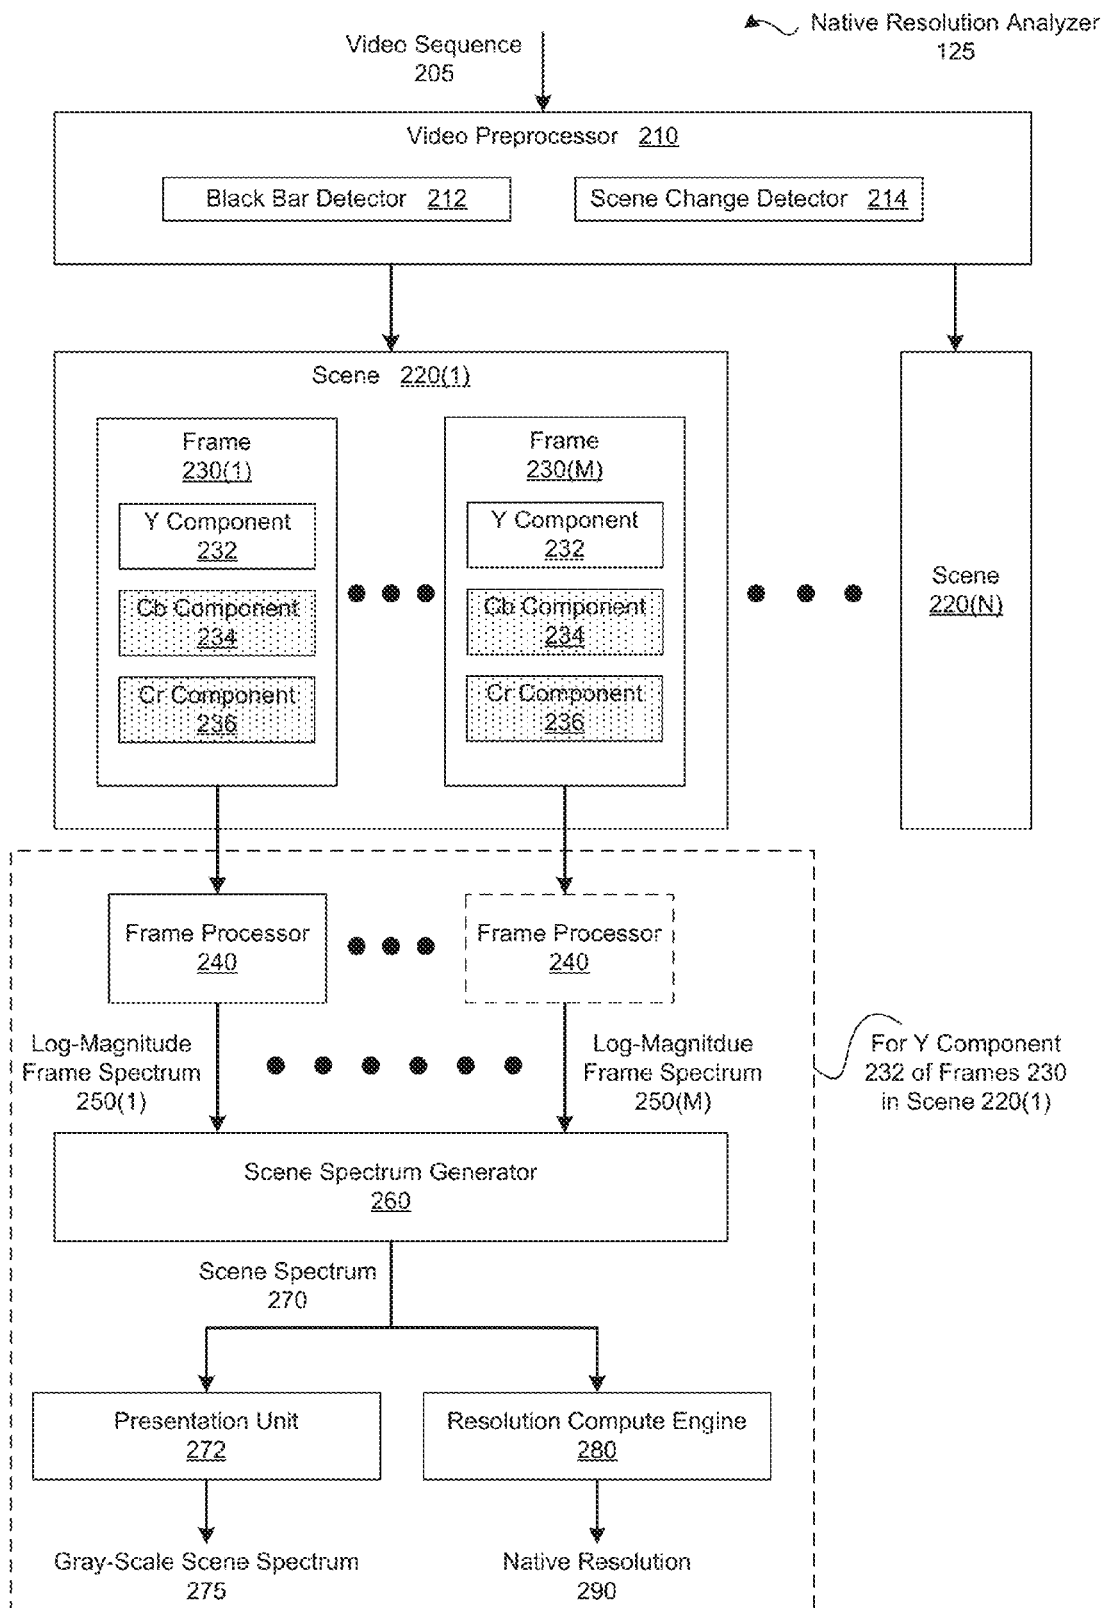 Native Resolution Analyzer
125
Video Sequence
205
Video Preprocessor 210
Black Bar Detector 212
Scene Change Detector 214
Scene 220(1)
Frame
230(1)
Y Component
232
Cb Component
234
Cr Component
236
Frame
230(M)
Y Component
232
Cb Component
234
Cr Component
236
Scene
220(N)
Frame Processor
240
Frame Processor
240
Log-Magnitude
Frame Spectrum
250(1)
Log-Magnitdue
Frame Spectrum
250(M)
For Y Component
232 of Frames 230
in Scene 220(1)
Scene Spectrum Generator
260
Scene Spectrum
270
Presentation Unit
272
Resolution Compute Engine
280
Gray-Scale Scene Spectrum
275
Native Resolution
290